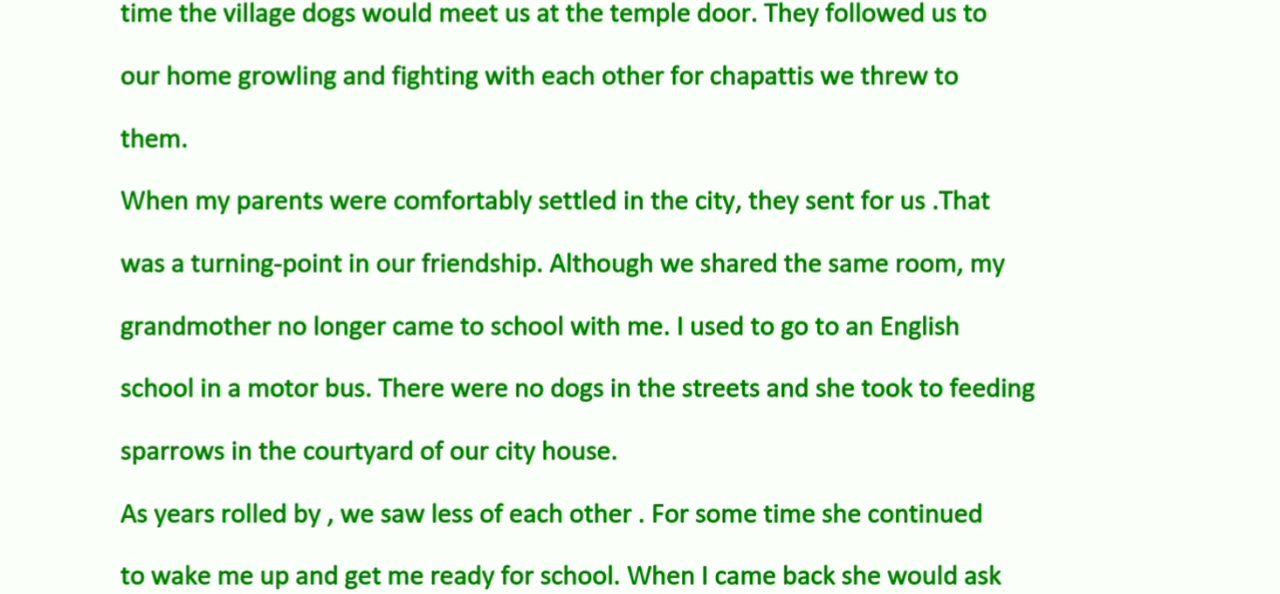 time the village dogs would meet us at the temple door. They followed us to
our home growling and fighting with each other for chapattis we threw to
them.
When my parents were comfortably settled in the city, they sent for us .That
was a turning-point in our friendship. Although we shared the same room, my
grandmother no longer came to school with me. I used to go to an English
school in a motor bus. There were no dogs in the streets and she took to feeding
sparrows in the courtyard of our city house.
As years rolled by , we saw less of each other . For some time she continued
to wake me up and get me ready for school. When I came back she would ask